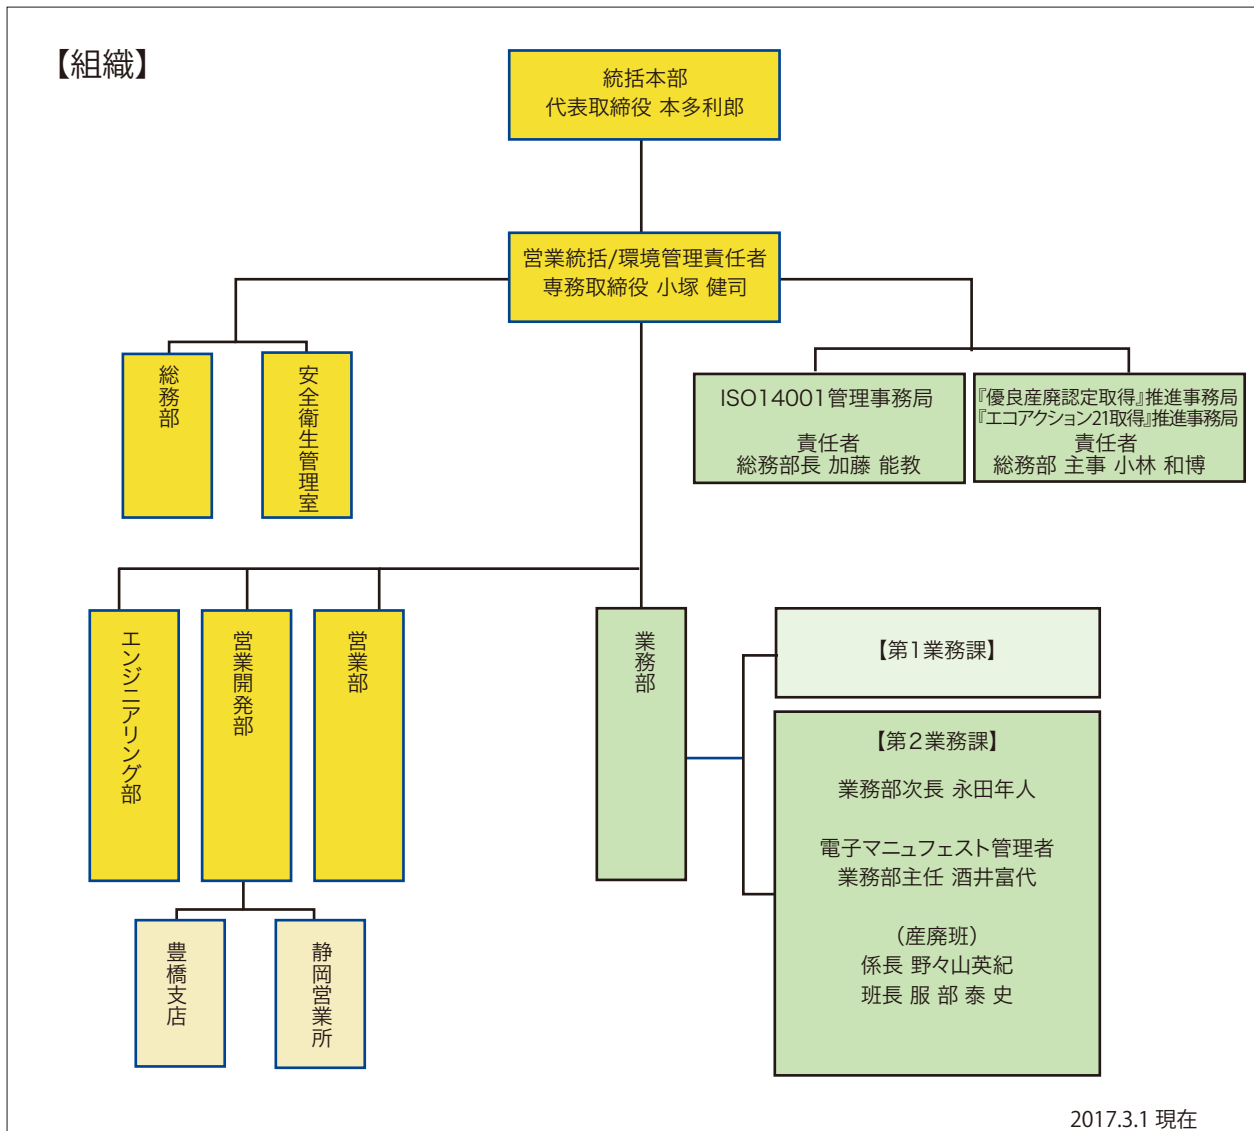 【組織】
統括本部
代表取締役 本多利郎
営業統括/環境管理責任者
専務取締役 小塚 健司
総務部
安全衛生管理室
ISO14001管理事務局
責任者
総務部長 加藤 能教
『優良産廃認定取得』推進事務局
『エコアクション21取得』推進事務局
責任者
総務部 主事 小林 和博
エンジニアリング部
営業開発部
営業部
業務部
【第1業務課】
【第2業務課】
業務部次長 永田年人
電子マニュフェスト管理者
業務部主任 酒井富代
(産廃班)
係長 野々山英紀
班長 服 部 泰 史
豊橋支店
静岡営業所
2017.3.1 現在